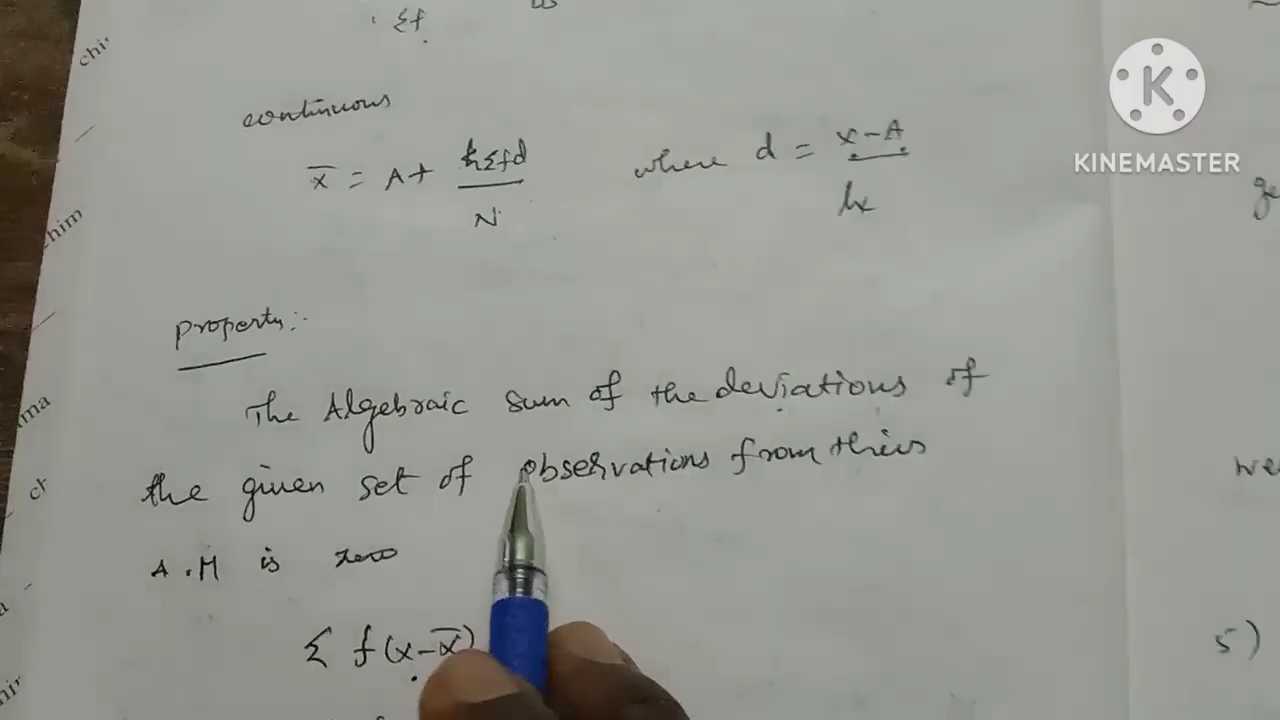 Σf
continuous
x̄ = A + hΣfd / N where d = x-A / h
KINEMASTER
Property:-
The Algebraic sum of the deviations of
the given set of observations from their
A.M is zero
Σ f(x-x̄)
5)